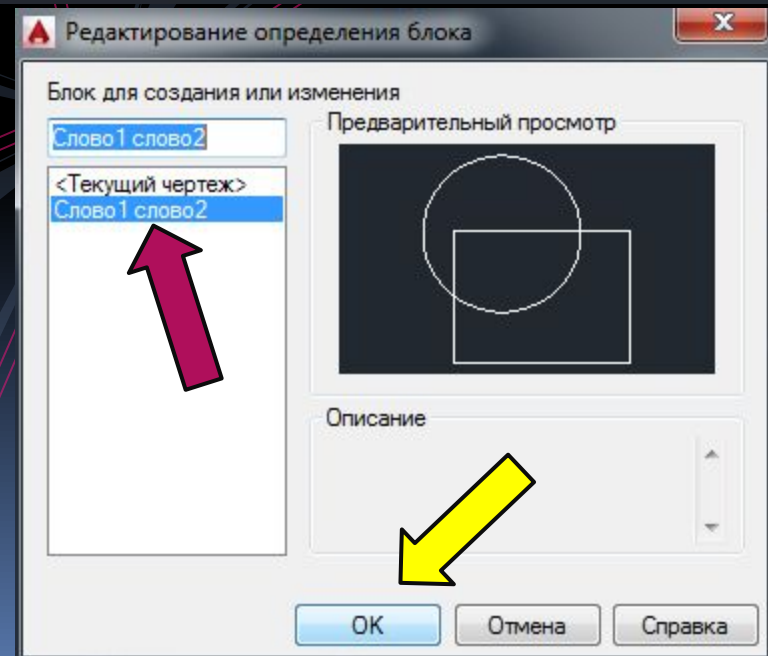 Редактирование определения блока
Блок для создания или изменения
Слово1 слово2
<Текущий чертеж>
Слово1 слово2
Предварительный просмотр
Описание
OK
Отмена
Справка